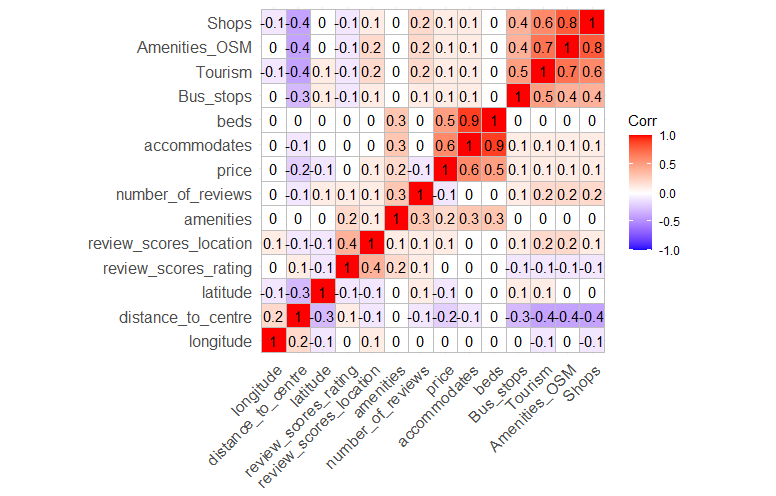 Shops -0.1 -0.4 0 -0.1 0.1 0 0.2 0.1 0.1 0 0.4 0.6 0.8 1
Amenities_OSM 0 -0.4 0 -0.1 0.2 0 0.2 0.1 0.1 0 0.4 0.7 1 0.8
Tourism -0.1 -0.4 0.1 -0.1 0.2 0 0.2 0.1 0.1 0 0.5 1 0.7 0.6
Bus_stops 0 -0.3 0.1 -0.1 0.1 0 0.1 0.1 0.1 0 1 0.5 0.4 0.4
beds 0 0 0 0 0 0.3 0 0.5 0.9 1 0 0 0 0
accommodates 0 -0.1 0 0 0 0.3 0 0.6 1 0.9 0.1 0.1 0.1 0.1
price 0 -0.2 -0.1 0 0.1 0.2 -0.1 1 0.6 0.5 0.1 0.1 0.1 0.1
number_of_reviews 0 -0.1 0.1 0.1 0.1 0.3 1 -0.1 0 0 0.1 0.2 0.2 0.2
amenities 0 0 0 0.2 0.1 1 0.3 0.2 0.3 0.3 0 0 0 0
review_scores_location 0.1 -0.1 -0.1 0.4 1 0.1 0.1 0.1 0 0 0.1 0.2 0.2 0.1
review_scores_rating 0 0.1 -0.1 1 0.4 0.2 0.1 0 0 0 -0.1 -0.1 -0.1 -0.1
latitude -0.1 -0.3 1 -0.1 -0.1 0 0.1 -0.1 0 0 0.1 0.1 0 0
distance_to_centre 0.2 1 -0.3 0.1 -0.1 0 -0.1 -0.2 -0.1 0 -0.3 -0.4 -0.4 -0.4
longitude 1 0.2 -0.1 0 0.1 0 0 0 0 0 0 -0.1 0 -0.1
longitude
distance_to_centre
latitude
review_scores_rating
review_scores_location
amenities
number_of_reviews
price
accommodates
beds
Bus_stops
Tourism
Amenities_OSM
Shops
Corr
1.0
0.5
0.0
-0.5
-1.0